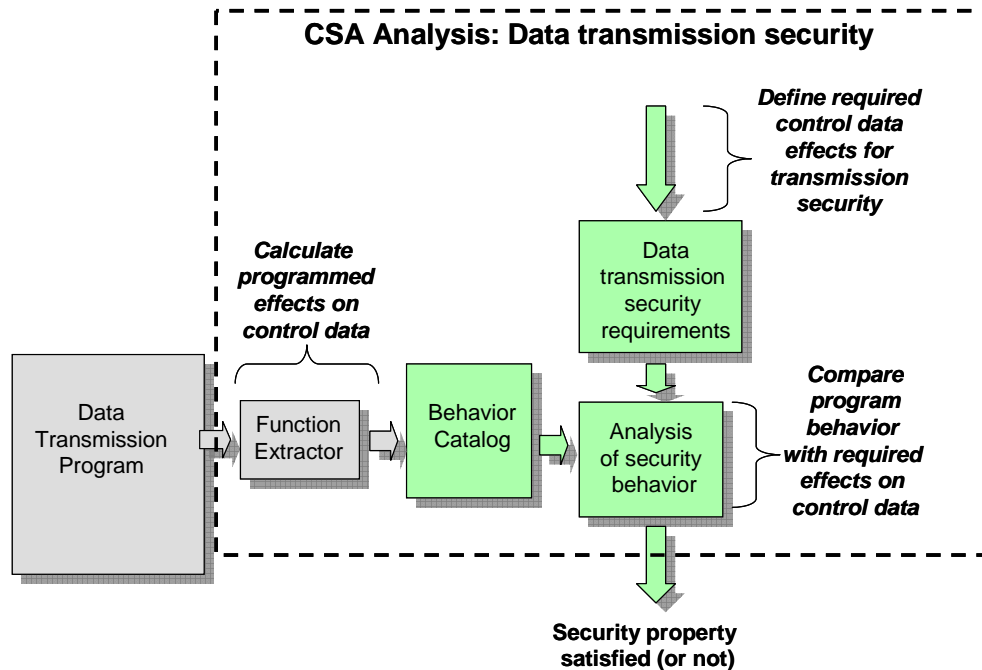 CSA Analysis: Data transmission security
Define required
control data
effects for
transmission
security
Calculate
programmed
effects on
control data
Data
transmission
security
requirements
Data
Transmission
Program
Function
Extractor
Behavior
Catalog
Analysis
of security
behavior
Compare
program
behavior
with required
effects on
control data
Security property
satisfied (or not)